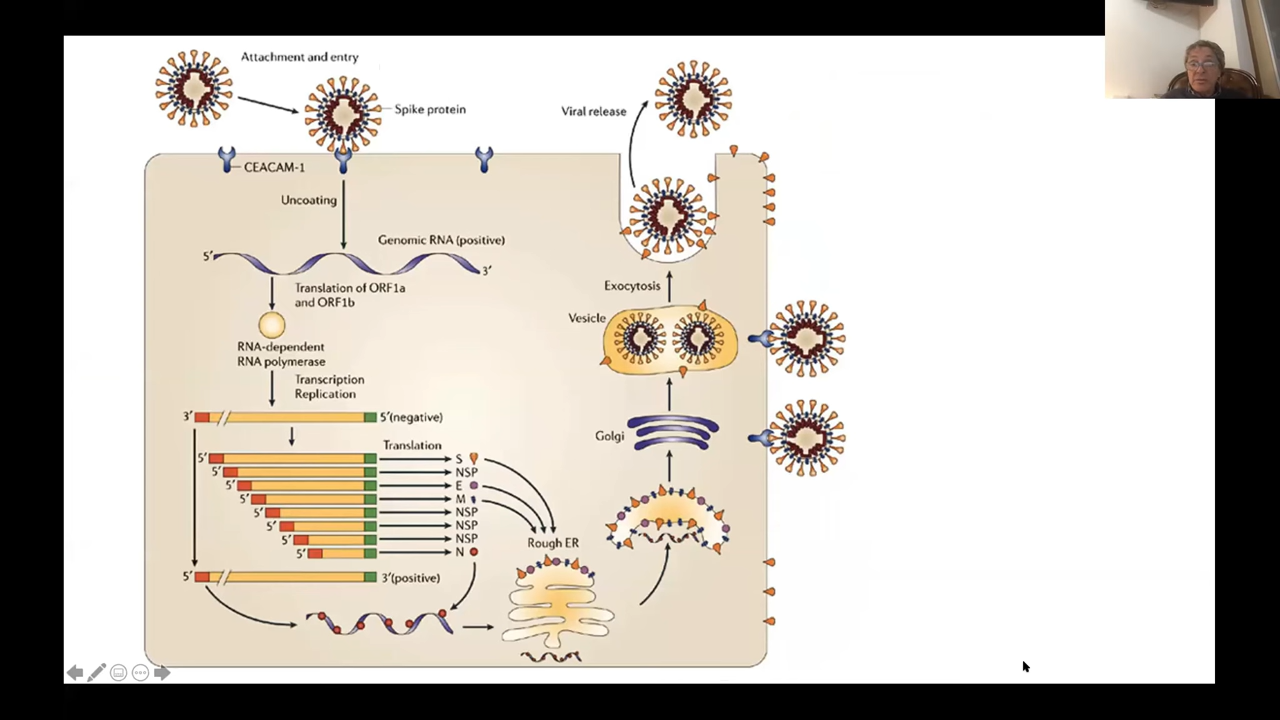 Attachment and entry
Spike protein
CEACAM-1
Uncoating
Genomic RNA (positive)
5′
3′
Translation of ORF1a
and ORF1b
RNA-dependent
RNA polymerase
Transcription
Replication
3′
5′(negative)
Translation
5′
S
5′
NSP
5′
E
5′
M
5′
NSP
5′
NSP
5′
NSP
5′
N
5′
3′(positive)
Rough ER
Golgi
Vesicle
Exocytosis
Viral release